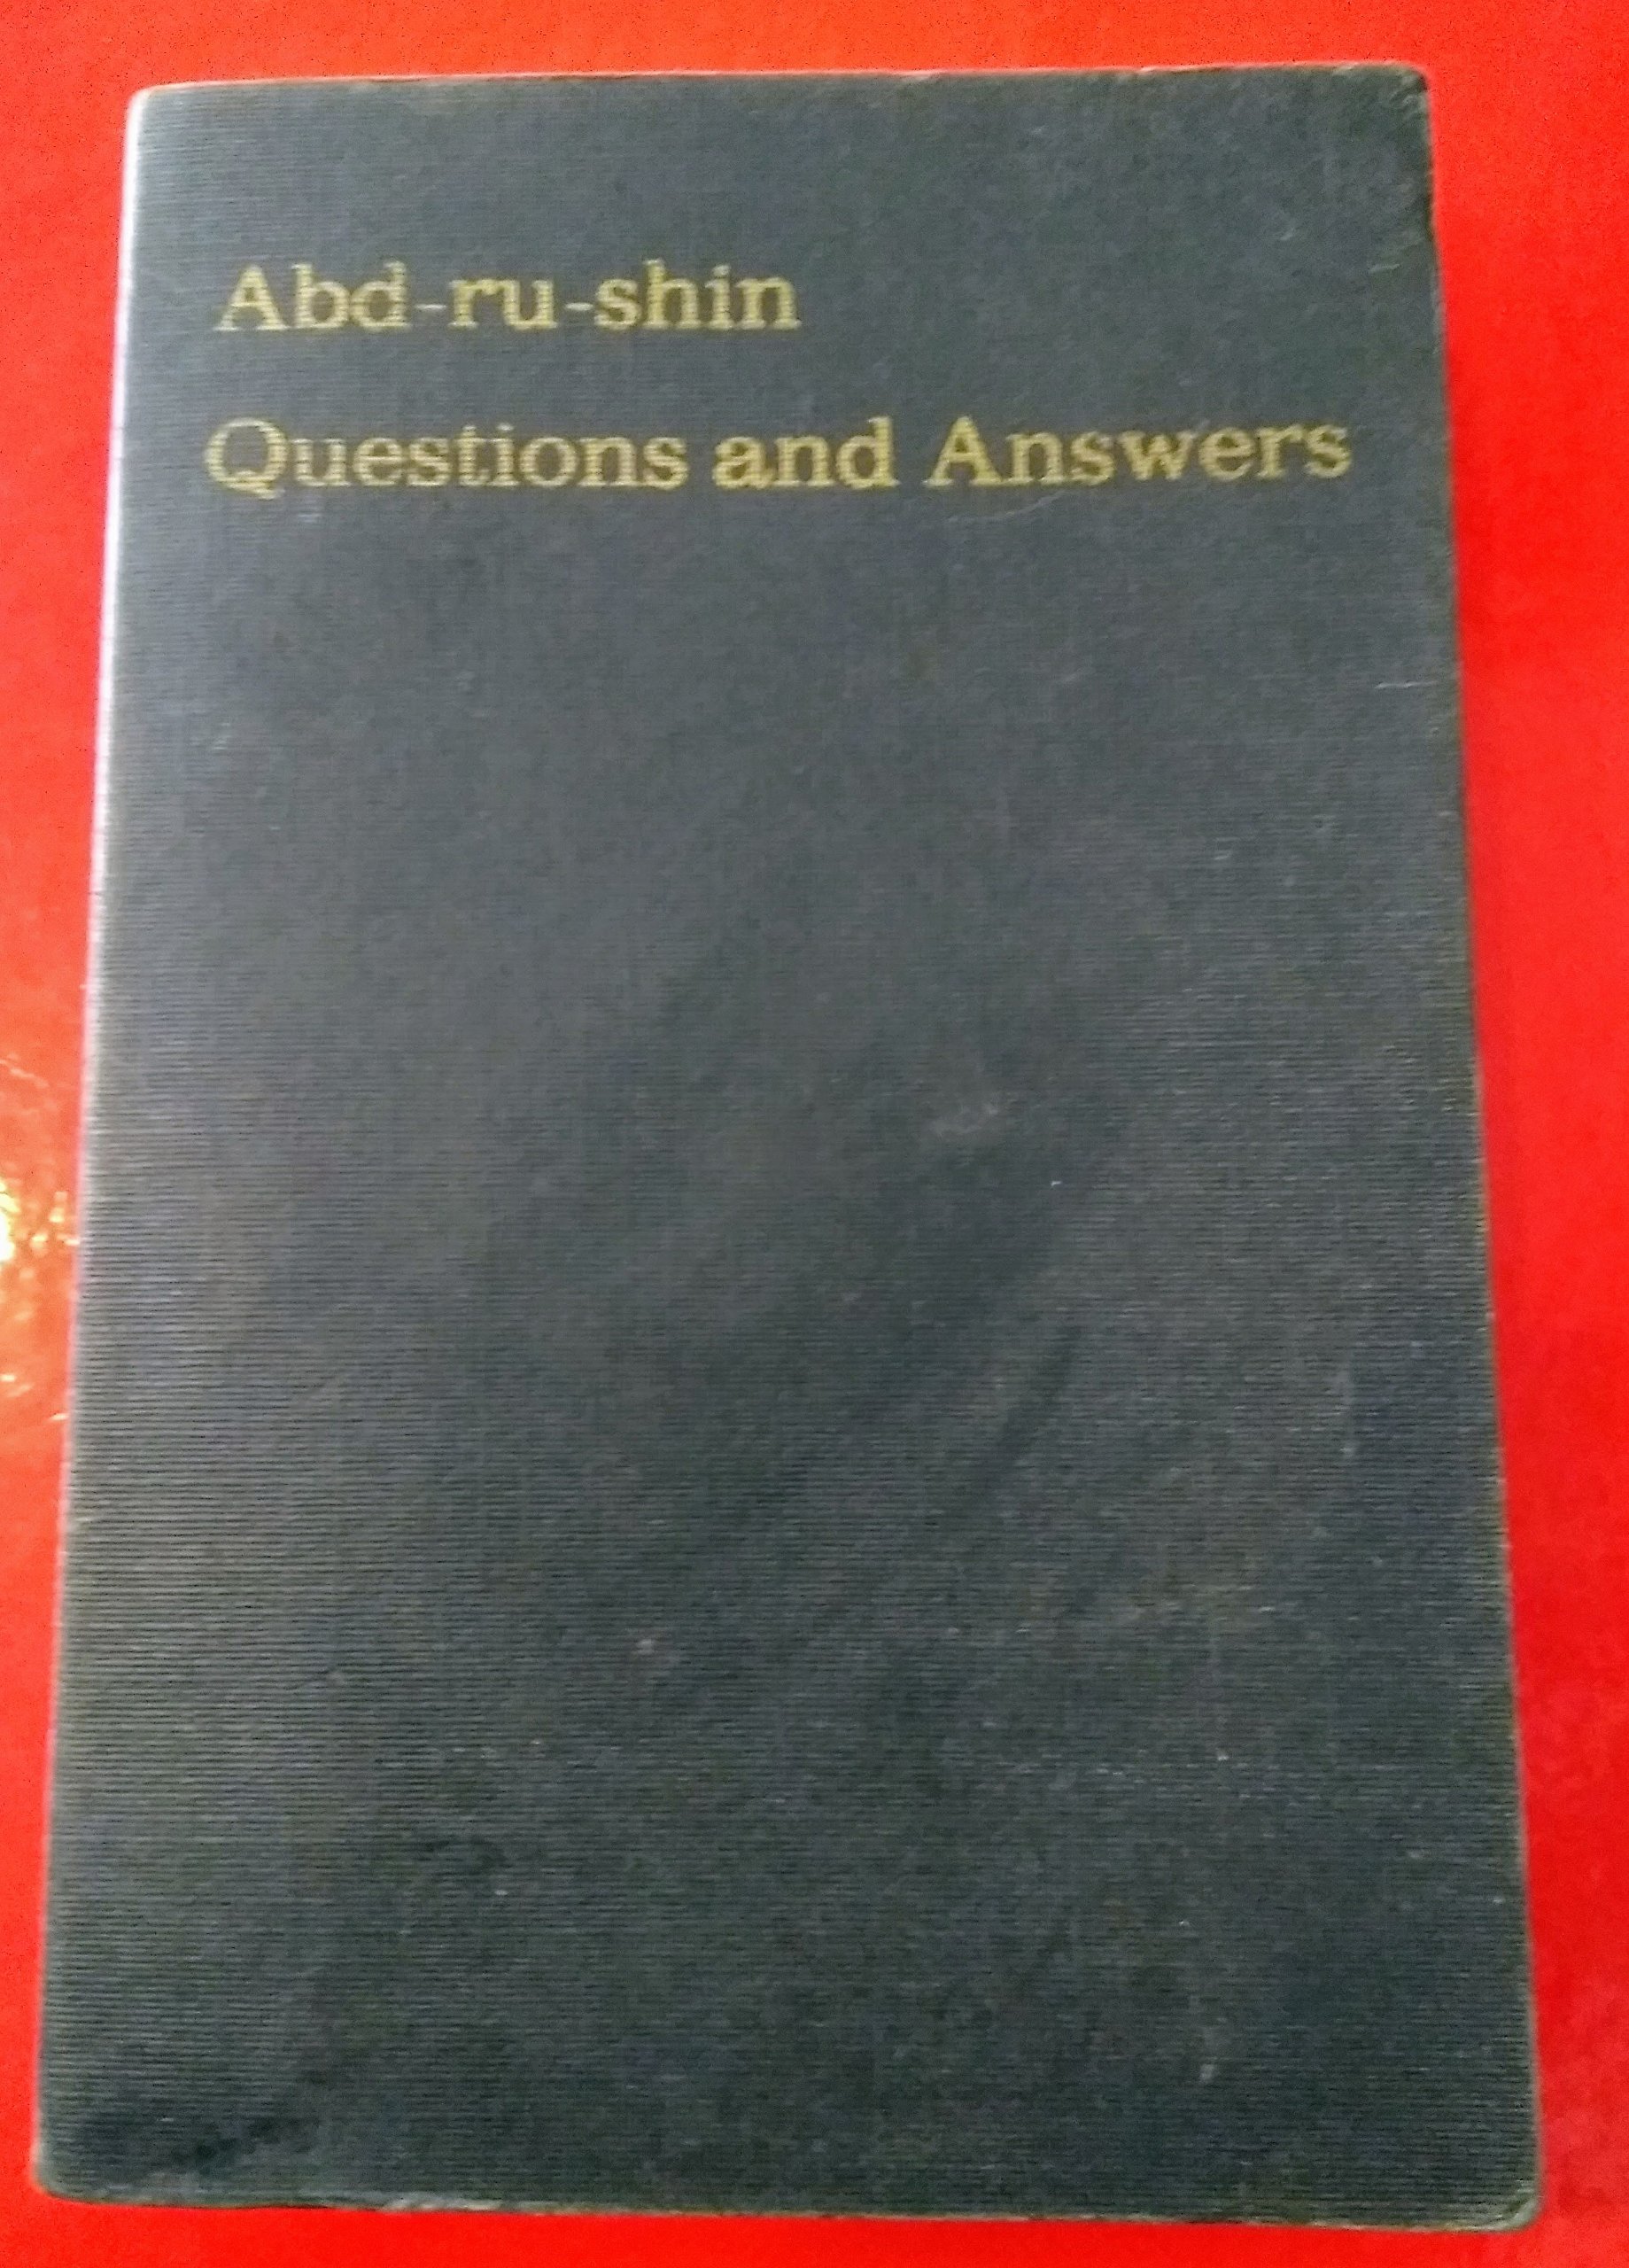 Abd-ru-shin
Questions and Answers